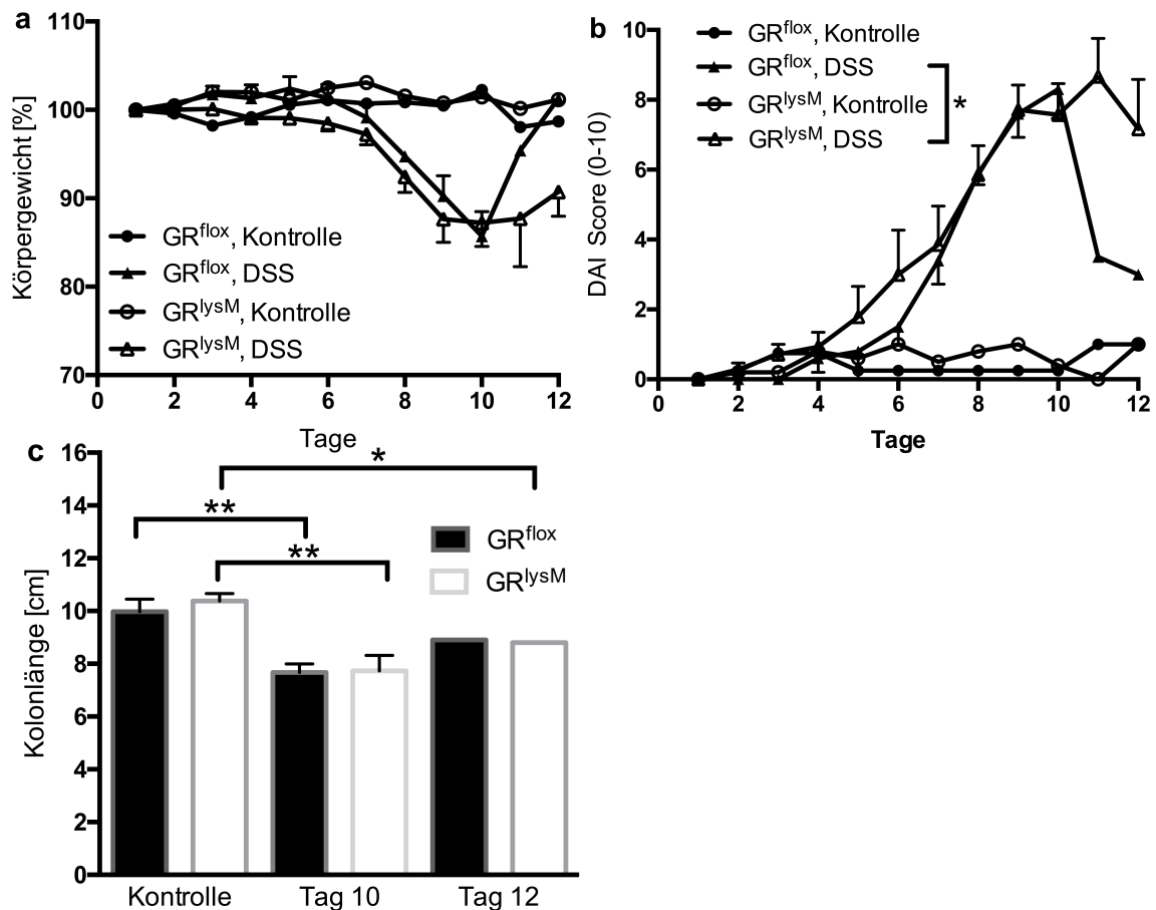 a
110
100
90
80
70
Körpergewicht [%]
GRflox, Kontrolle
GRflox, DSS
GRlysM, Kontrolle
GRlysM, DSS
0 2 4 6 8 10 12
Tage
b
10
8
6
4
2
0
DAI Score (0-10)
GRflox, Kontrolle
GRflox, DSS
GRlysM, Kontrolle
GRlysM, DSS
*
0 2 4 6 8 10 12
Tage
c
16
14
12
10
8
6
4
2
0
Kolonlänge [cm]
*
**
**
GRflox
GRlysM
Kontrolle Tag 10 Tag 12